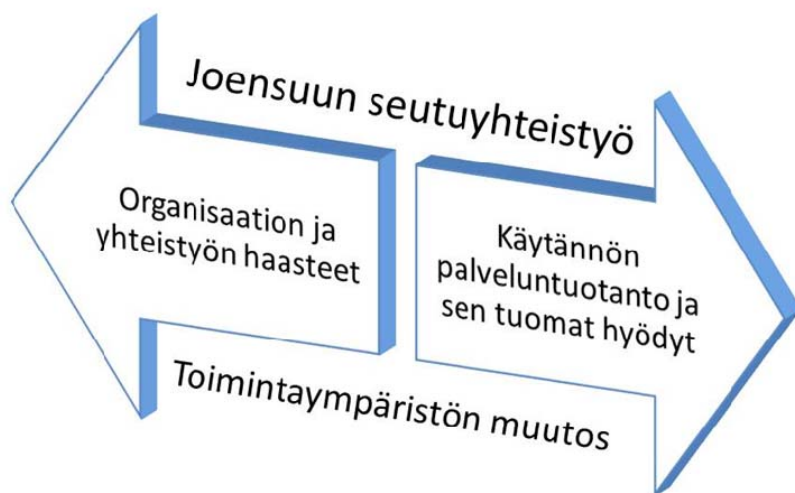 Joensuun seutuyhteistyö
Organisaation ja
yhteistyön haasteet
Käytännön
palveluntuotanto ja
sen tuomat hyödyt
Toimintaympäristön muutos